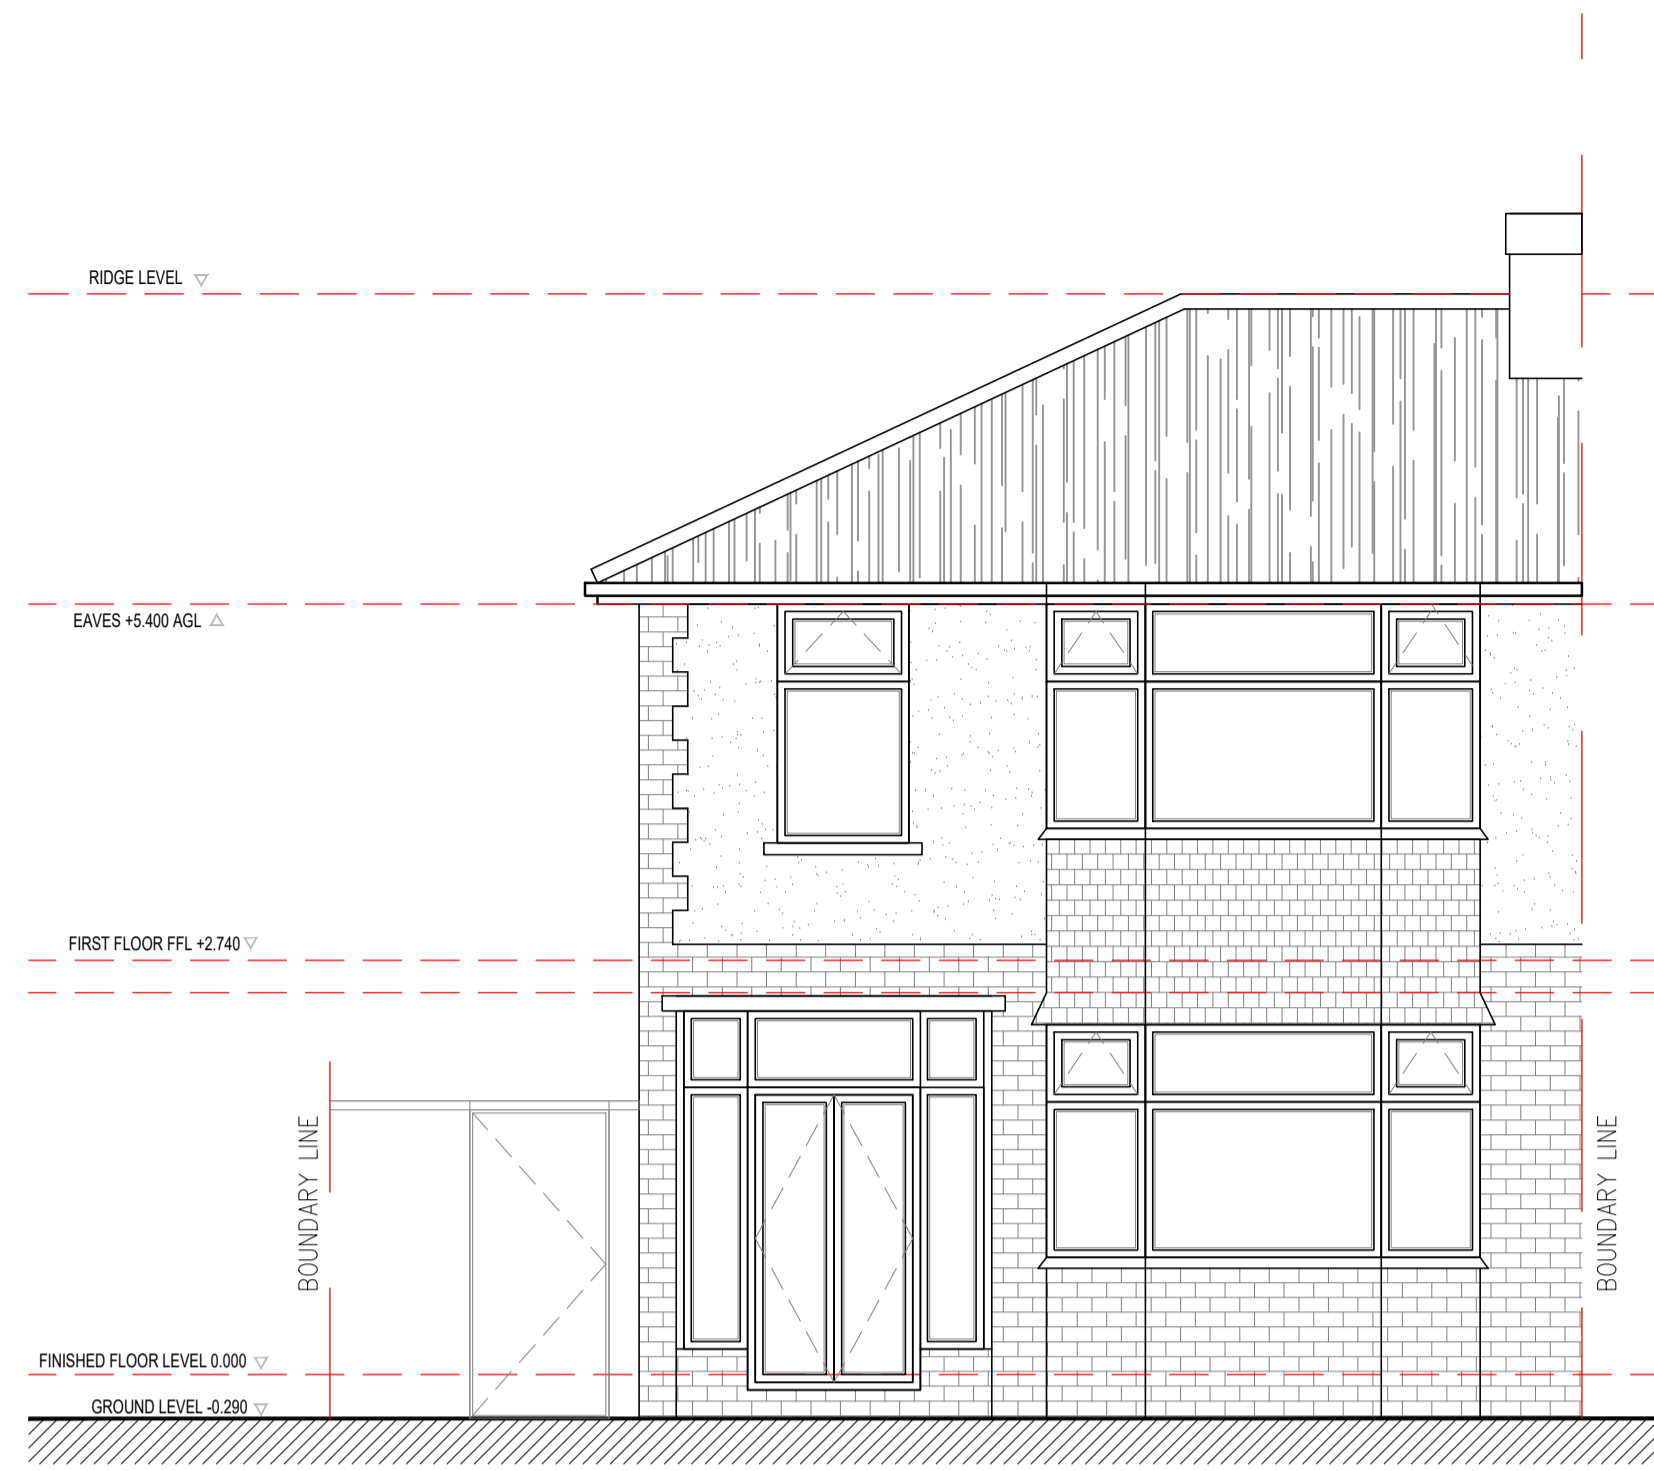 RIDGE LEVEL
EAVES +5.400 AGL
FIRST FLOOR FFL +2.740
BOUNDARY LINE
BOUNDARY LINE
FINISHED FLOOR LEVEL 0.000
GROUND LEVEL -0.290